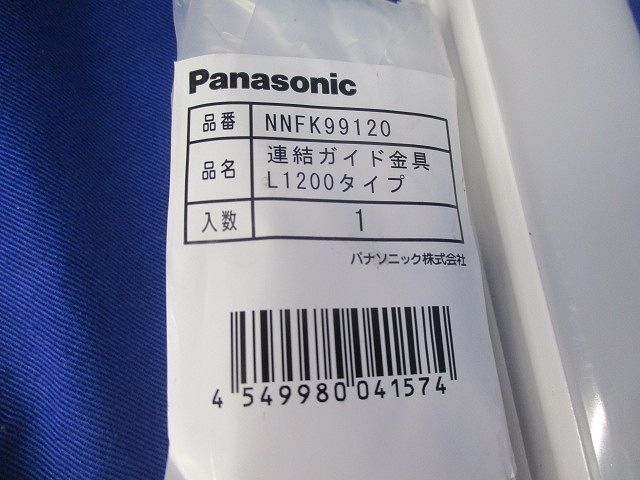 Panasonic
品番 NNFK99120
品名 連結ガイド金具
L1200タイプ
入数 1
パナソニック株式会社
4 549980 041574